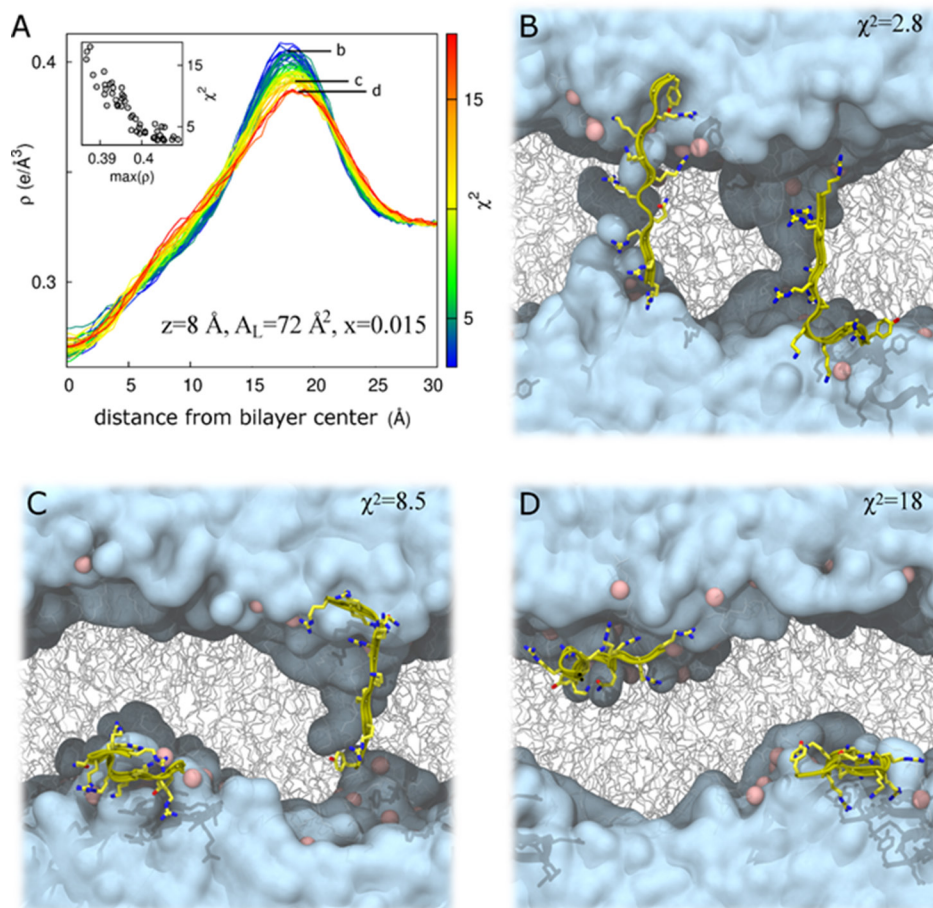 A
0.4
0.3
ρ (e/Å³)
15
5
χ²
0.39
0.4
max(ρ)
b
c
d
z=8 Å, A_L=72 Å², x=0.015
0 5 10 15 20 25 30
distance from bilayer center (Å)
15
χ²
5
B
χ²=2.8
C
χ²=8.5
D
χ²=18